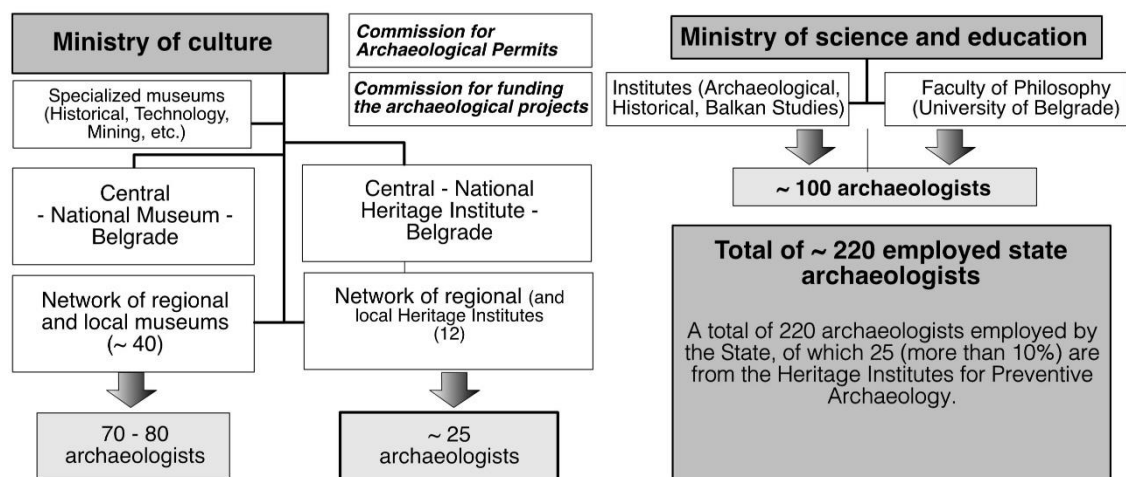 Ministry of culture
Commission for
Archaeological Permits
Commission for funding
the archaeological projects)
Specialized museums
(Historical, Technology,
Mining, etc.)
Central
- National Museum -
Belgrade
Central - National
Heritage Institute -
Belgrade
Network of regional
and local museums
(~ 40)
Network of regional (and
local Heritage Institutes
(12)
70 - 80
archaeologists
~ 25
archaeologists
Ministry of science and education
Institutes (Archaeological,
Historical, Balkan Studies)
Faculty of Philosophy
(University of Belgrade)
~ 100 archaeologists
Total of ~ 220 employed state
archaeologists
A total of 220 archaeologists employed by
the State, of which 25 (more than 10%) are
from the Heritage Institutes for Preventive
Archaeology.